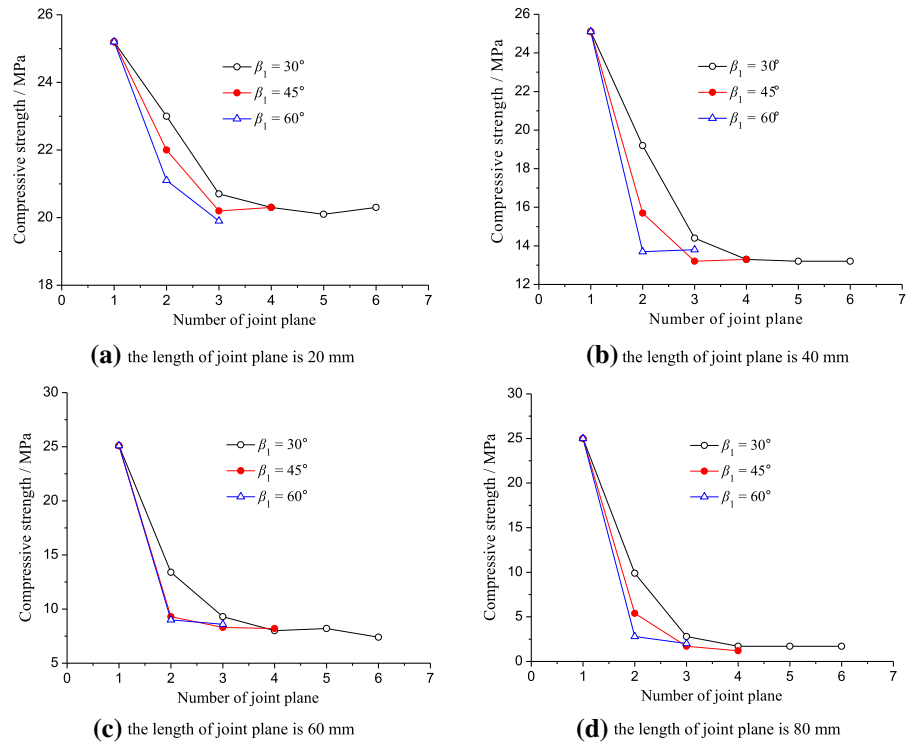 Compressive strength / MPa
26
24
22
20
18
0 1 2 3 4 5 6 7
β1 = 30°
β1 = 45°
β1 = 60°
Number of joint plane
(a) the length of joint plane is 20 mm
Compressive strength / MPa
26
24
22
20
18
16
14
12
0 1 2 3 4 5 6 7
β1 = 30°
β1 = 45°
β1 = 60°
Number of joint plane
(b) the length of joint plane is 40 mm
Compressive strength / MPa
30
25
20
15
10
5
0 1 2 3 4 5 6 7
β1 = 30°
β1 = 45°
β1 = 60°
Number of joint plane
(c) the length of joint plane is 60 mm
Compressive strength / MPa
30
25
20
15
10
5
0
0 1 2 3 4 5 6 7
β1 = 30°
β1 = 45°
β1 = 60°
Number of joint plane
(d) the length of joint plane is 80 mm